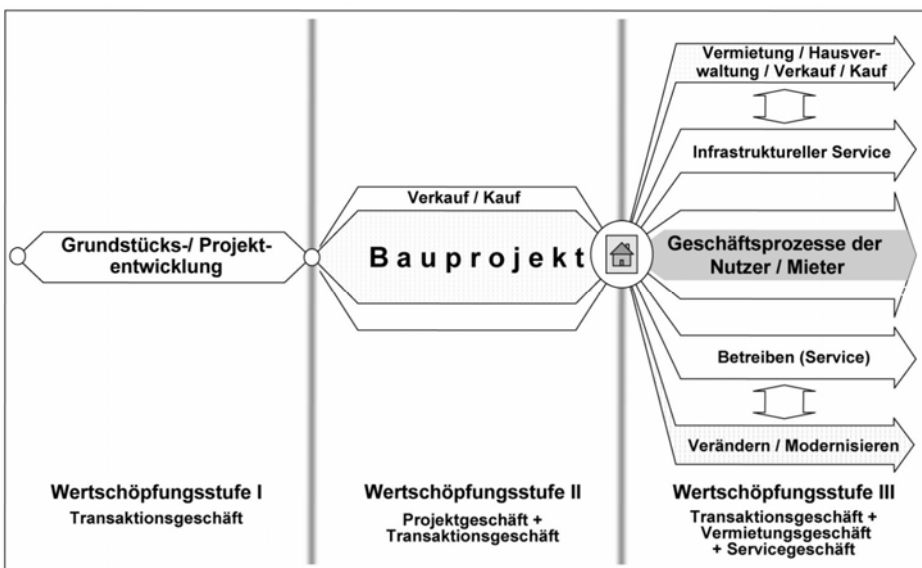 Grundstücks-/ Projekt-
entwicklung
Wertschöpfungsstufe I
Transaktionsgeschäft
Verkauf / Kauf
Bauprojekt
Wertschöpfungsstufe II
Projektgeschäft +
Transaktionsgeschäft
Vermietung / Hausver-
waltung / Verkauf / Kauf
Infrastruktureller Service
Geschäftsprozesse der
Nutzer / Mieter
Betreiben (Service)
Verändern / Modernisieren
Wertschöpfungsstufe III
Transaktionsgeschäft +
Vermietungsgeschäft
+ Servicegeschäft